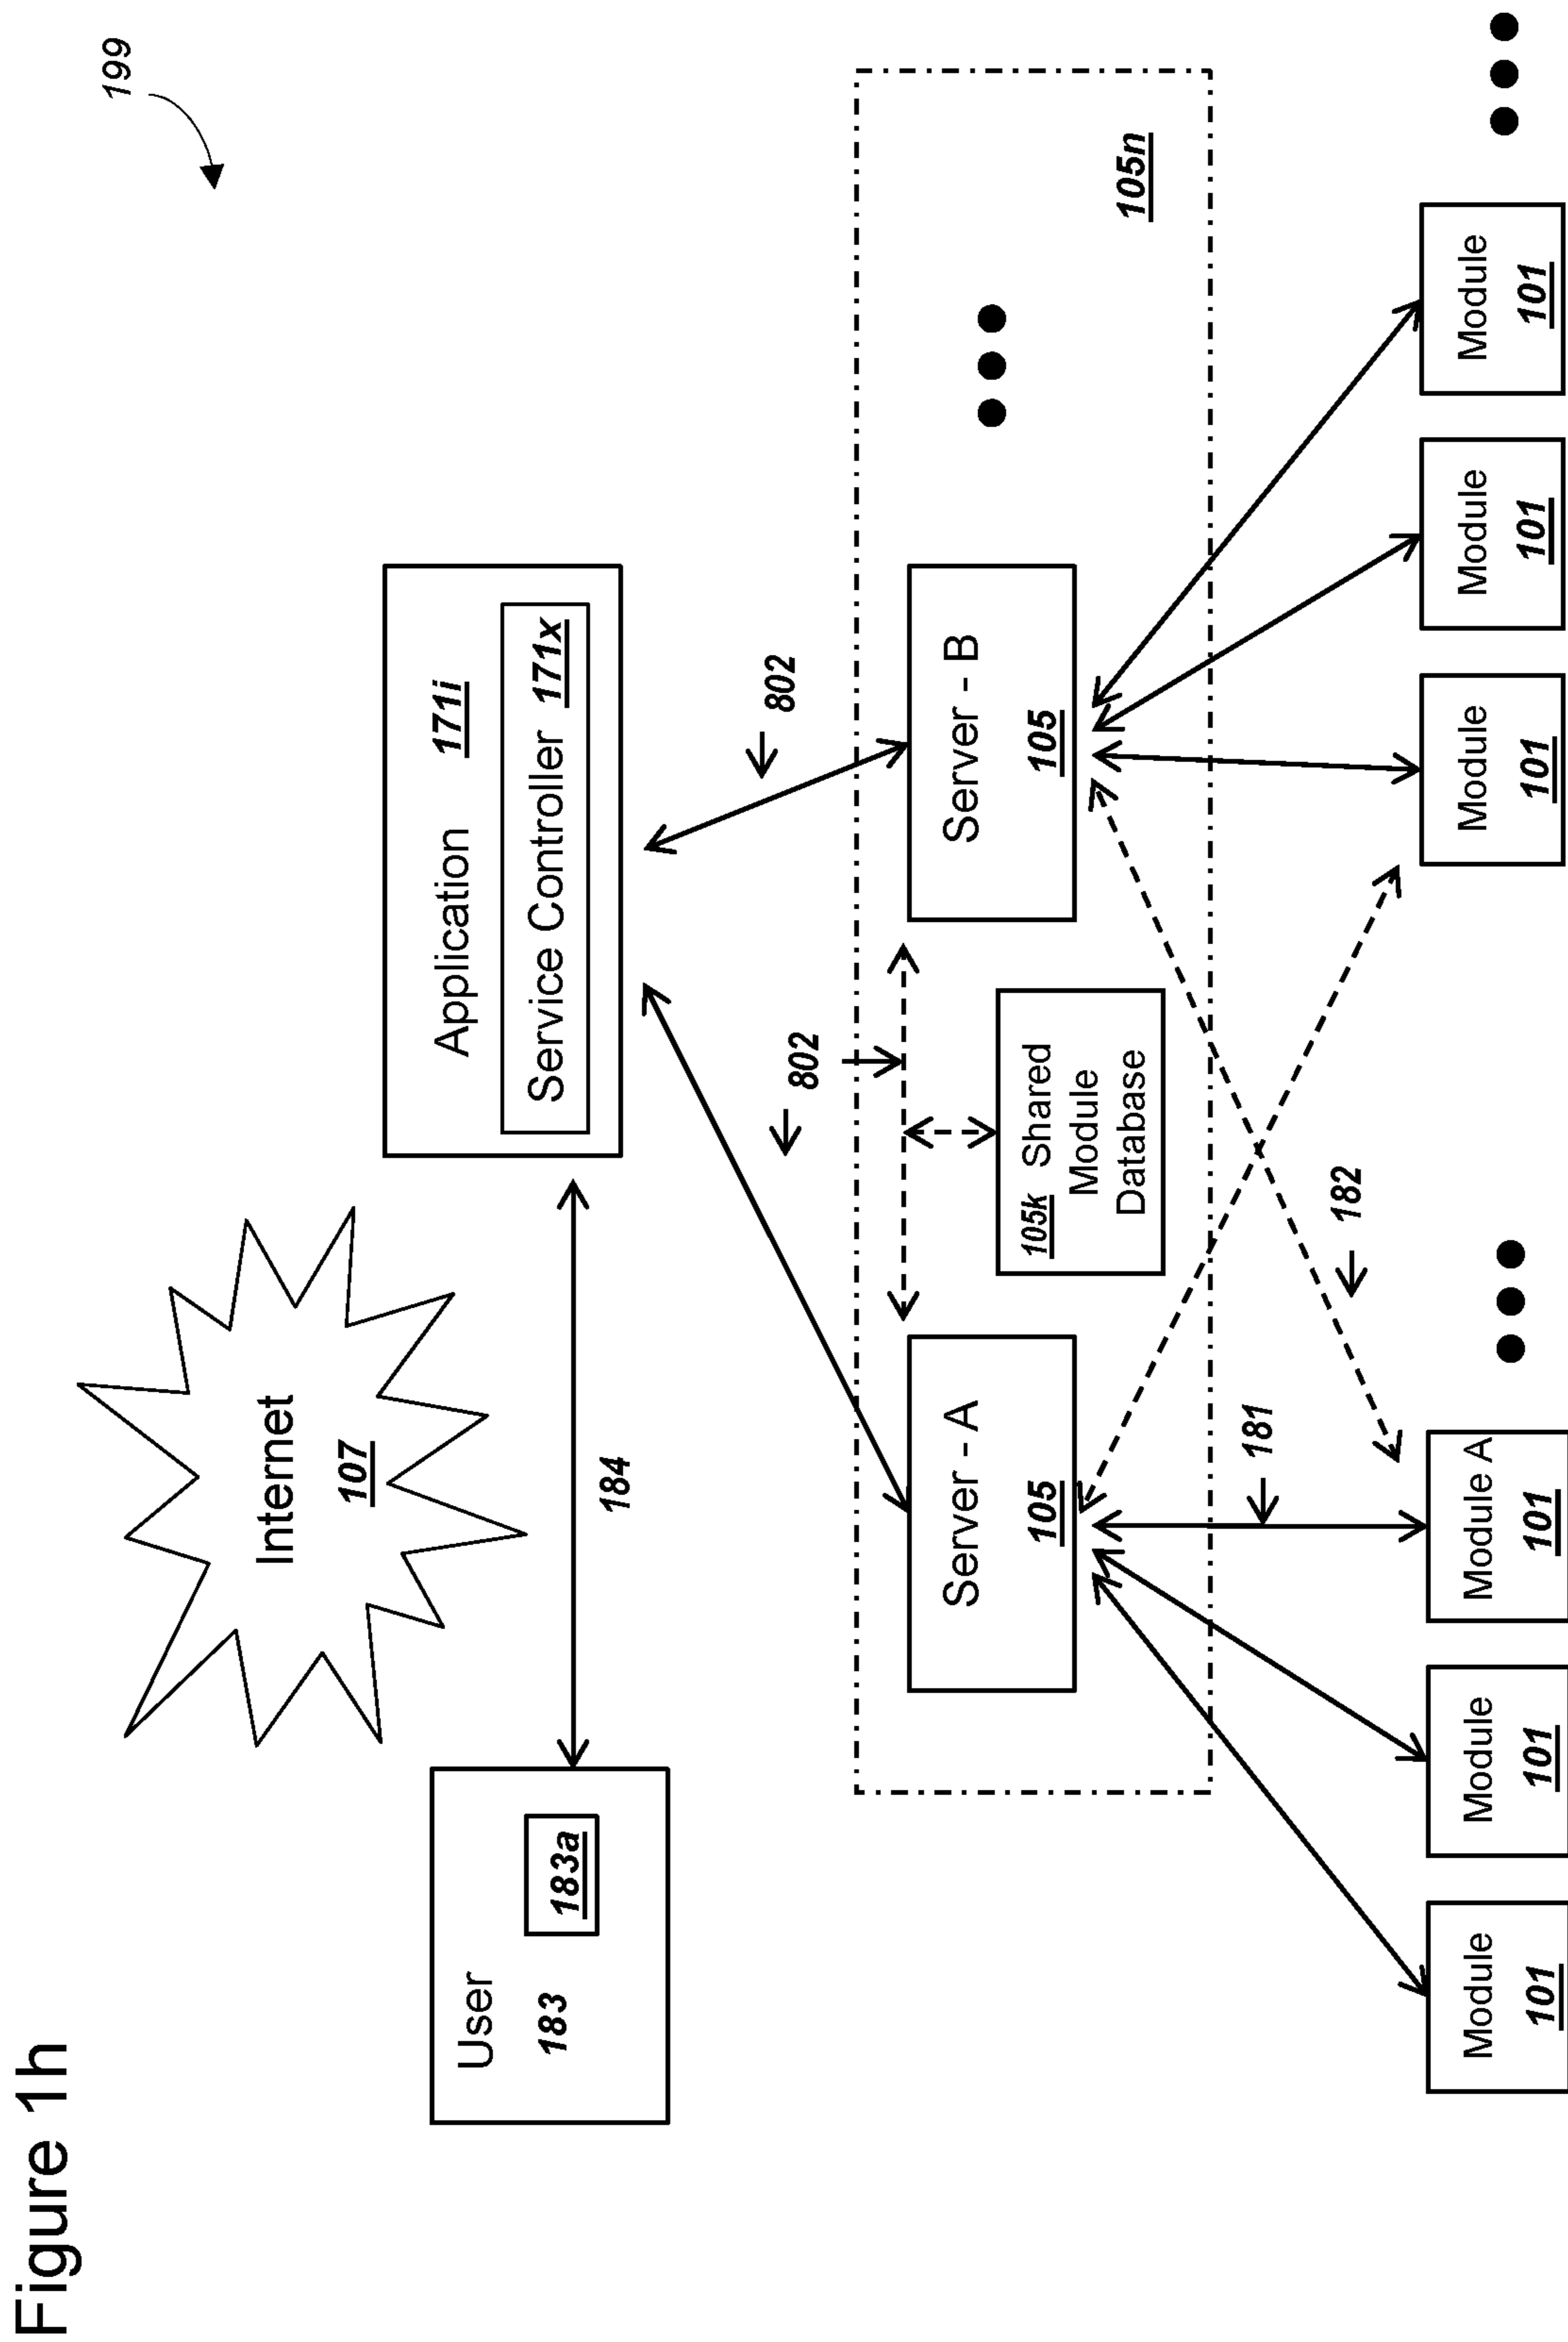 Figure 1h
199
Internet
107
User
183
183a
184
Application 171i
Service Controller 171x
802
802
802
Server - A
105
Server - B
105
105k Shared
Module
Database
105n
181
182
Module
101
Module
101
Module A
101
Module
101
Module
101
Module
101